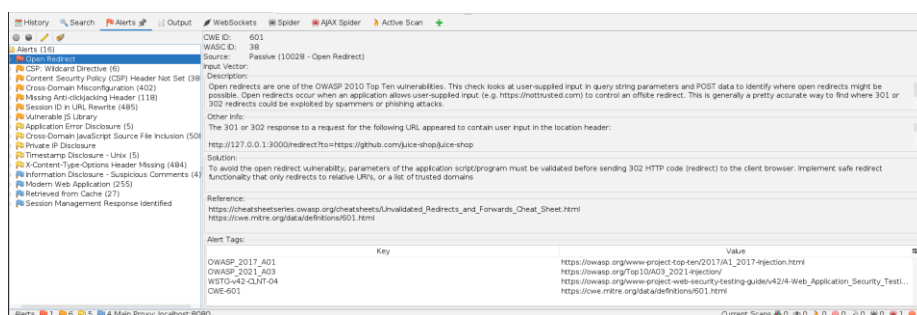 History Search Alerts Output WebSockets Spider AJAX Spider Active Scan
Alerts (16)
Open Redirect
CSP: Wildcard Directive (6)
Content Security Policy (CSP) Header Not Set (38
Cross-Domain Misconfiguration (402)
Missing Anti-clickjacking Header (118)
Session ID in URL Rewrite (485)
Vulnerable JS Library
Application Error Disclosure (5)
Cross-Domain JavaScript Source File Inclusion (508
Private IP Disclosure
Timestamp Disclosure - Unix (5)
X-Content-Type-Options Header Missing (484)
Information Disclosure - Suspicious Comments (4)
Modern Web Application (255)
Retrieved from Cache (27)
Session Management Response Identified
CWE ID: 601
WASC ID: 38
Source: Passive (10028 - Open Redirect)
Input Vector:
Description:
Open redirects are one of the OWASP 2010 Top Ten vulnerabilities. This check looks at user-supplied input in query string parameters and POST data to identify where open redirects might be
possible. Open redirects occur when an application allows user-supplied input (e.g. https://nottrusted.com) to control an offsite redirect. This is generally a pretty accurate way to find where 301 or
302 redirects could be exploited by spammers or phishing attacks.
Other Info:
The 301 or 302 response to a request for the following URL appeared to contain user input in the location header:
http://127.0.0.1:3000/redirect?to=https://github.com/juice-shop/juice-shop
Solution:
To avoid the open redirect vulnerability, parameters of the application script/program must be validated before sending 302 HTTP code (redirect) to the client browser. Implement safe redirect
functionality that only redirects to relative URI's, or a list of trusted domains
Reference:
https://cheatsheetseries.owasp.org/cheatsheets/Unvalidated_Redirects_and_Forwards_Cheat_Sheet.html
https://cwe.mitre.org/data/definitions/601.html
Alert Tags:
Key Value
OWASP_2017_A01 https://owasp.org/www-project-top-ten/2017/A1_2017-Injection.html
OWASP_2021_A03 https://owasp.org/Top10/A03_2021-Injection/
WSTG-v42-CLNT-04 https://owasp.org/www-project-web-security-testing-guide/v42/4-Web_Application_Security_Testi...
CWE-601 https://cwe.mitre.org/data/definitions/601.html
Alerts 1 6 5 4 Main Proxy: localhost:8080 Current Scans 0 0 0 0 0 0 1